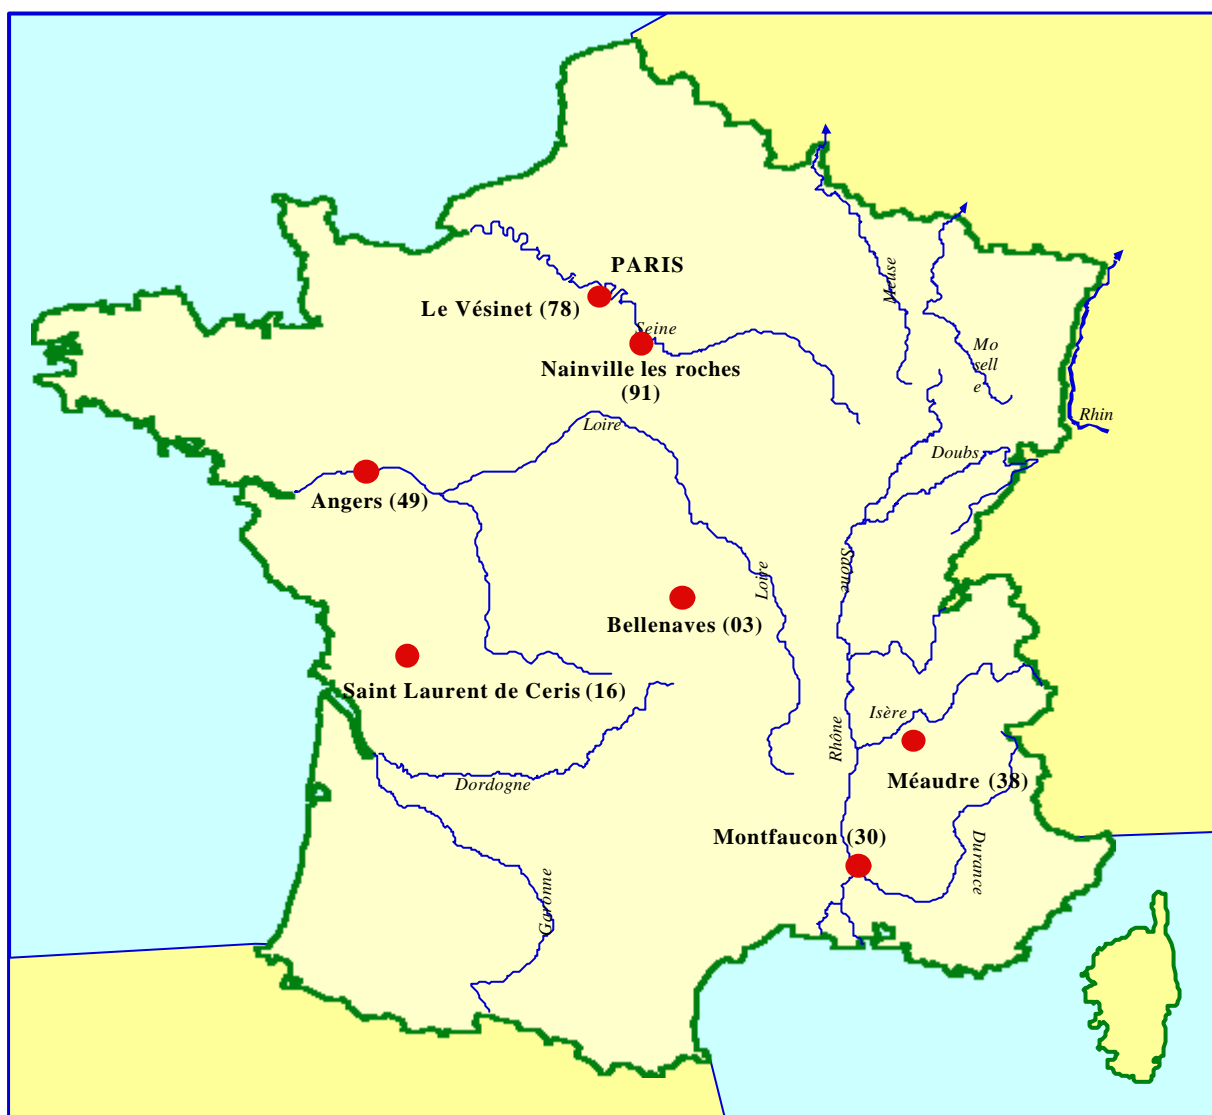 PARIS
Le Vésinet (78)
Seine
Nainville les roches
(91)
Meuse
Mo
sell
e
Rhin
Loire
Doubs
Angers (49)
Loire
Saône
Bellenaves (03)
Saint Laurent de Ceris (16)
Isère
Rhône
Méaudre (38)
Dordogne
Montfaucon (30)
Durance
Garonne